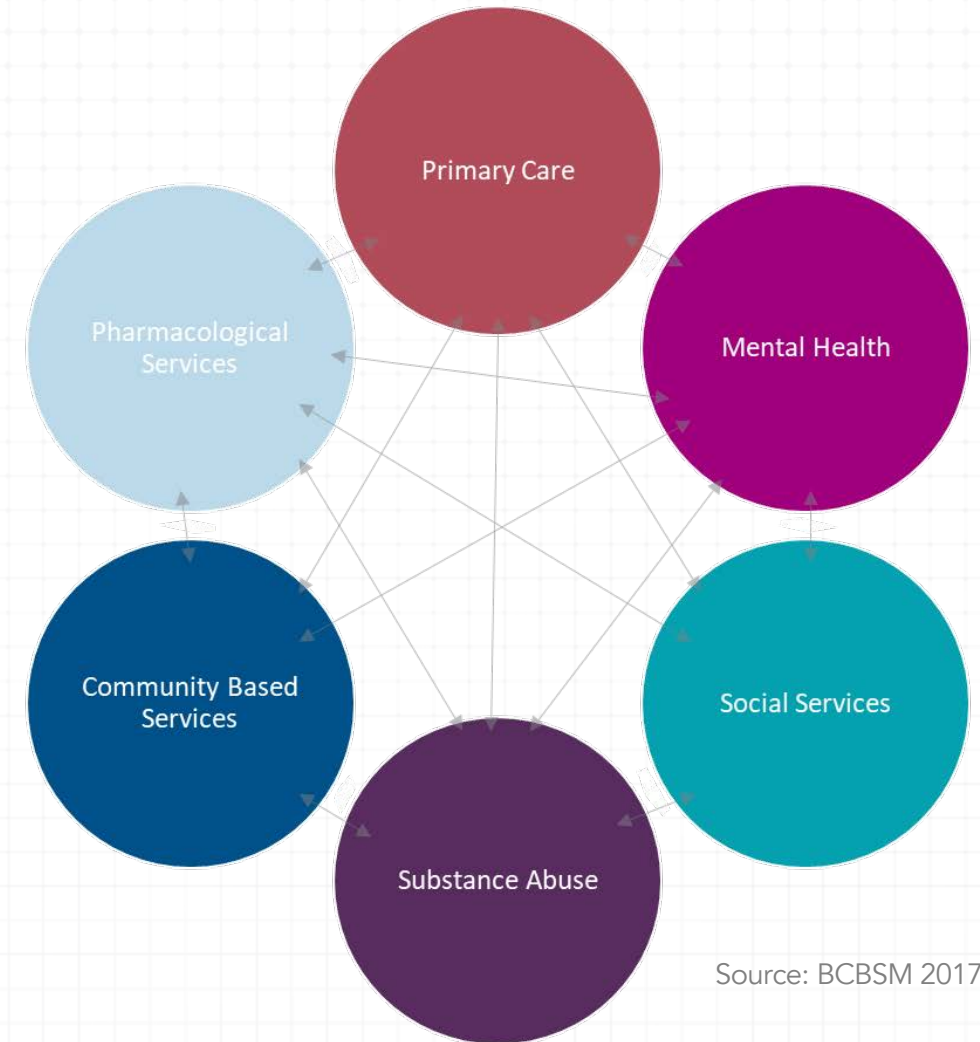 Primary Care
Pharmacological
Services
Mental Health
Community Based
Services
Social Services
Substance Abuse
Source: BCBSM 2017